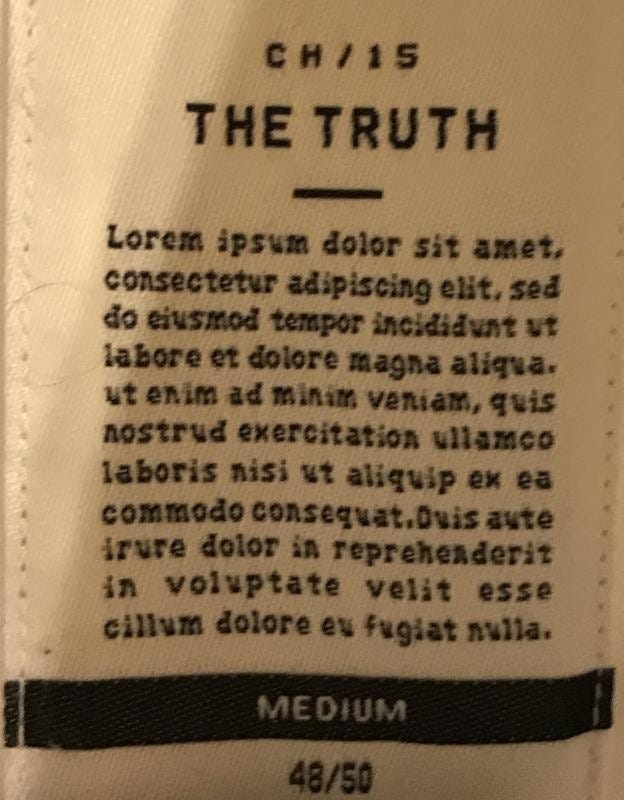 CH/15
THE TRUTH
Lorem ipsum dolor sit amet,
consectetur adipiscing elit, sed
do eiusmod tempor incididunt ut
labore et dolore magna aliqua.
ut enim ad minim veniam, quis
nostrud exercitation ullamco
laboris nisi ut aliquip ex ea
commodo consequat.Duis aute
irure dolor in reprehenderit
in voluptate velit esse
cillum dolore eu fugiat nulla.
MEDIUM
48/50